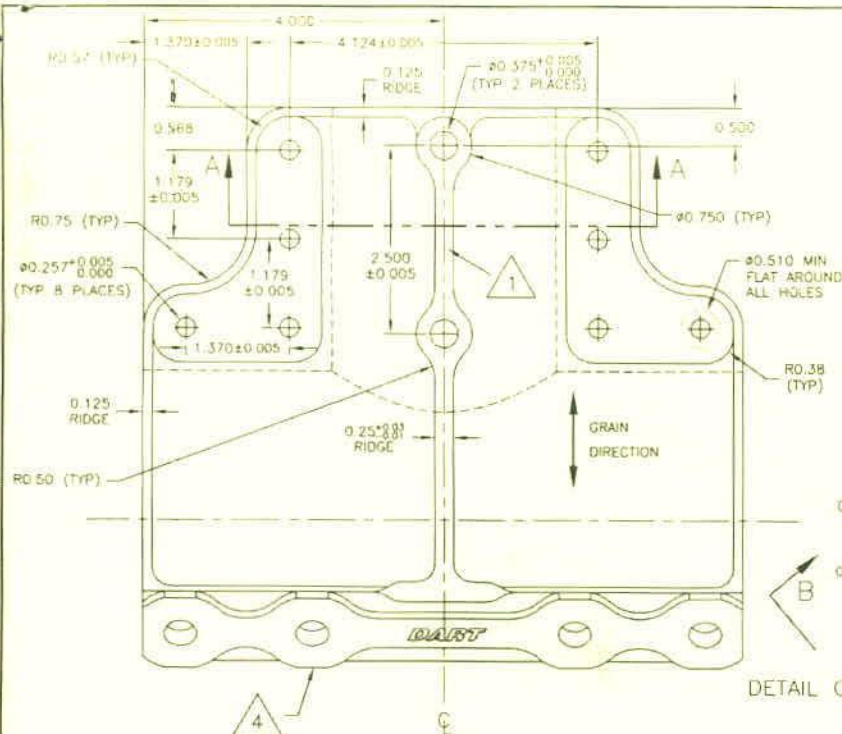 4.000
1.370±0.005
4.124±0.005
R0.57 (TYP)
0.125
RIDGE
ø0.375+0.005
0.000
(TYP 2 PLACES)
0.568
0.500
A
A
1.179
±0.005
R0.75 (TYP)
ø0.750 (TYP)
2.500
±0.005
ø0.257+0.005
0.000
(TYP 8 PLACES)
1.179
±0.005
1
ø0.510 MIN
FLAT AROUND
ALL HOLES
1.370±0.005
R0.38
(TYP)
0.125
RIDGE
0.25+0.03
-0.01
RIDGE
GRAIN
DIRECTION
R0.50 (TYP)
B
DART
DETAIL
4